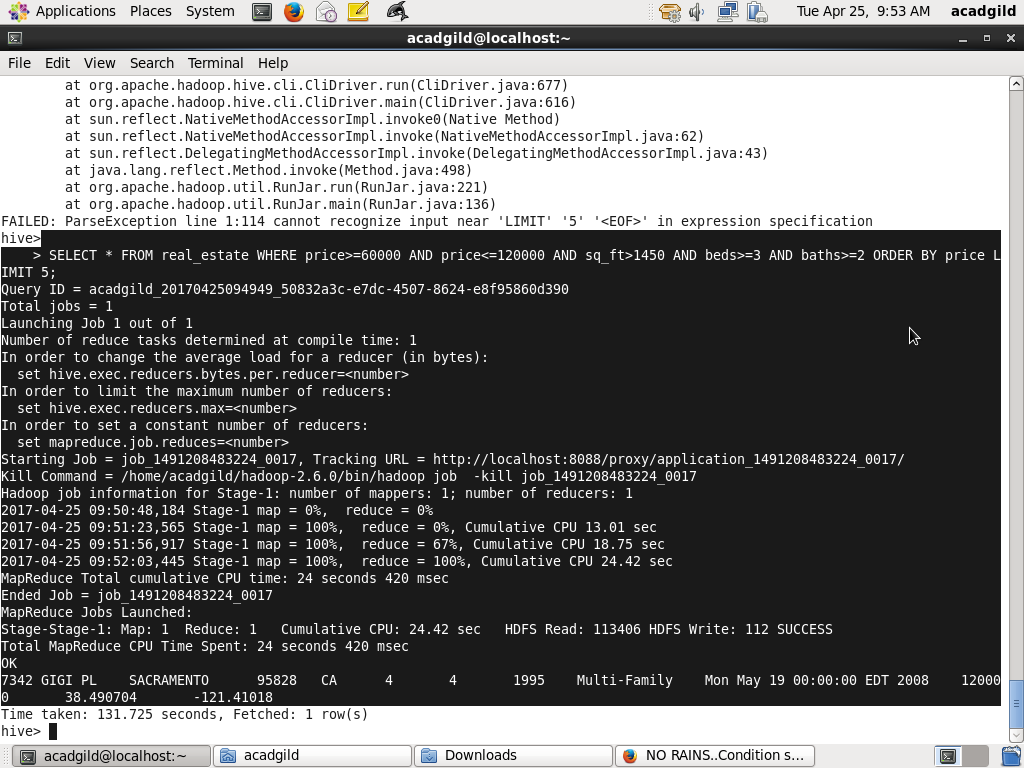 Applications Places System Tue Apr 25, 9:53 AM acadgild
acadgild@localhost:~
File Edit View Search Terminal Help
        at org.apache.hadoop.hive.cli.CliDriver.run(CliDriver.java:677)
        at org.apache.hadoop.hive.cli.CliDriver.main(CliDriver.java:616)
        at sun.reflect.NativeMethodAccessorImpl.invoke0(Native Method)
        at sun.reflect.NativeMethodAccessorImpl.invoke(NativeMethodAccessorImpl.java:62)
        at sun.reflect.DelegatingMethodAccessorImpl.invoke(DelegatingMethodAccessorImpl.java:43)
        at java.lang.reflect.Method.invoke(Method.java:498)
        at org.apache.hadoop.util.RunJar.run(RunJar.java:221)
        at org.apache.hadoop.util.RunJar.main(RunJar.java:136)
FAILED: ParseException line 1:114 cannot recognize input near 'LIMIT' '5' '<EOF>' in expression specification
hive>
    > SELECT * FROM real_estate WHERE price>=60000 AND price<=120000 AND sq_ft>1450 AND beds>=3 AND baths>=2 ORDER BY price L
IMIT 5;
Query ID = acadgild_20170425094949_50832a3c-e7dc-4507-8624-e8f95860d390
Total jobs = 1
Launching Job 1 out of 1
Number of reduce tasks determined at compile time: 1
In order to change the average load for a reducer (in bytes):
  set hive.exec.reducers.bytes.per.reducer=<number>
In order to limit the maximum number of reducers:
  set hive.exec.reducers.max=<number>
In order to set a constant number of reducers:
  set mapreduce.job.reduces=<number>
Starting Job = job_1491208483224_0017, Tracking URL = http://localhost:8088/proxy/application_1491208483224_0017/
Kill Command = /home/acadgild/hadoop-2.6.0/bin/hadoop job  -kill job_1491208483224_0017
Hadoop job information for Stage-1: number of mappers: 1; number of reducers: 1
2017-04-25 09:50:48,184 Stage-1 map = 0%,  reduce = 0%
2017-04-25 09:51:23,565 Stage-1 map = 100%,  reduce = 0%, Cumulative CPU 13.01 sec
2017-04-25 09:51:56,917 Stage-1 map = 100%,  reduce = 67%, Cumulative CPU 18.75 sec
2017-04-25 09:52:03,445 Stage-1 map = 100%,  reduce = 100%, Cumulative CPU 24.42 sec
MapReduce Total cumulative CPU time: 24 seconds 420 msec
Ended Job = job_1491208483224_0017
MapReduce Jobs Launched:
Stage-Stage-1: Map: 1  Reduce: 1   Cumulative CPU: 24.42 sec   HDFS Read: 113406 HDFS Write: 112 SUCCESS
Total MapReduce CPU Time Spent: 24 seconds 420 msec
OK
7342 GIGI PL    SACRAMENTO      95828   CA      4       4       1995    Multi-Family    Mon May 19 00:00:00 EDT 2008    12000
0       38.490704       -121.41018
Time taken: 131.725 seconds, Fetched: 1 row(s)
hive>
acadgild@localhost:~ acadgild Downloads NO RAINS..Condition s...